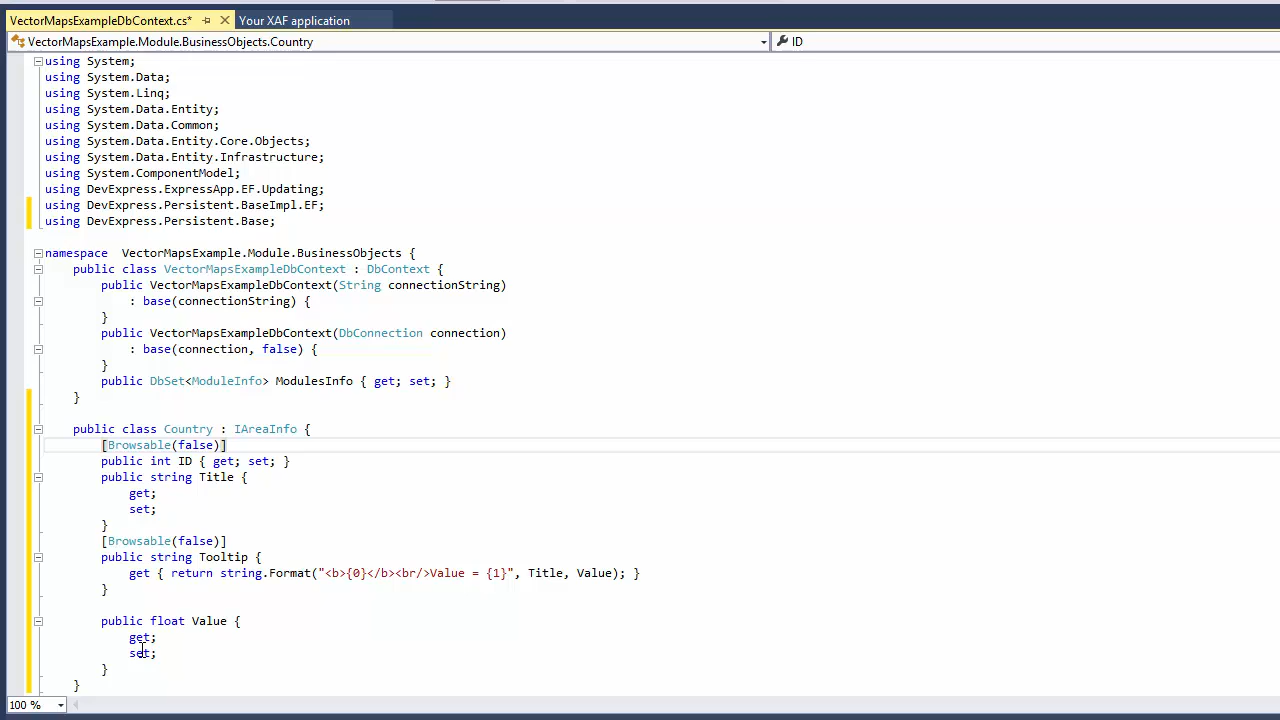 VectorMapsExampleDbContext.cs* Your XAF application
VectorMapsExample.Module.BusinessObjects.Country ID
using System;
using System.Data;
using System.Linq;
using System.Data.Entity;
using System.Data.Common;
using System.Data.Entity.Core.Objects;
using System.Data.Entity.Infrastructure;
using System.ComponentModel;
using DevExpress.ExpressApp.EF.Updating;
using DevExpress.Persistent.BaseImpl.EF;
using DevExpress.Persistent.Base;
namespace  VectorMapsExample.Module.BusinessObjects {
    public class VectorMapsExampleDbContext : DbContext {
        public VectorMapsExampleDbContext(String connectionString)
            : base(connectionString) {
        }
        public VectorMapsExampleDbContext(DbConnection connection)
            : base(connection, false) {
        }
        public DbSet<ModuleInfo> ModulesInfo { get; set; }
    }
    public class Country : IAreaInfo {
        [Browsable(false)]
        public int ID { get; set; }
        public string Title {
            get;
            set;
        }
        [Browsable(false)]
        public string Tooltip {
            get { return string.Format("<b>{0}</b><br/>Value = {1}", Title, Value); }
        }
        public float Value {
            get;
            set;
        }
    }
100 %